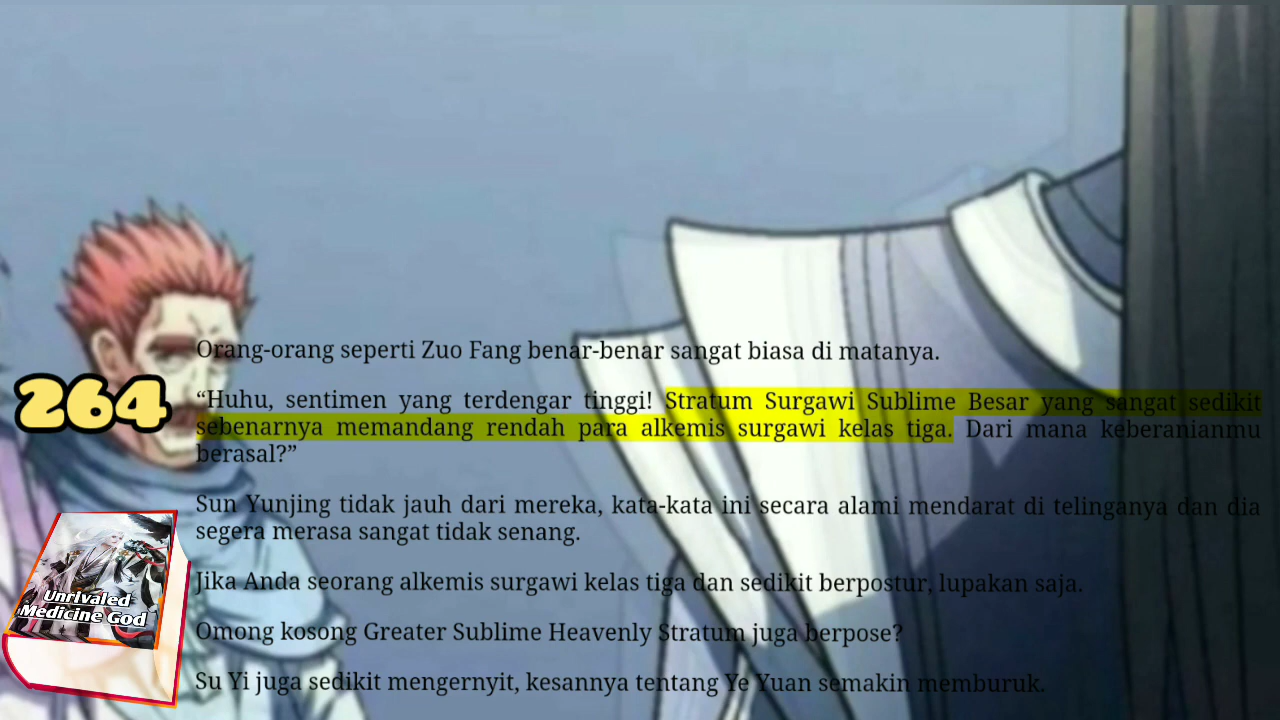 Orang-orang seperti Zuo Fang benar-benar sangat biasa di matanya.
“Huhu, sentimen yang terdengar tinggi! Stratum Surgawi Sublime Besar yang sangat sedikit
sebenarnya memandang rendah para alkemis surgawi kelas tiga. Dari mana keberanianmu
berasal?”
Sun Yunjing tidak jauh dari mereka, kata-kata ini secara alami mendarat di telinganya dan dia
segera merasa sangat tidak senang.
Jika Anda seorang alkemis surgawi kelas tiga dan sedikit berpostur, lupakan saja.
Omong kosong Greater Sublime Heavenly Stratum juga berpose?
Su Yi juga sedikit mengernyit, kesannya tentang Ye Yuan semakin memburuk.
264
Unrivaled
Medicine God